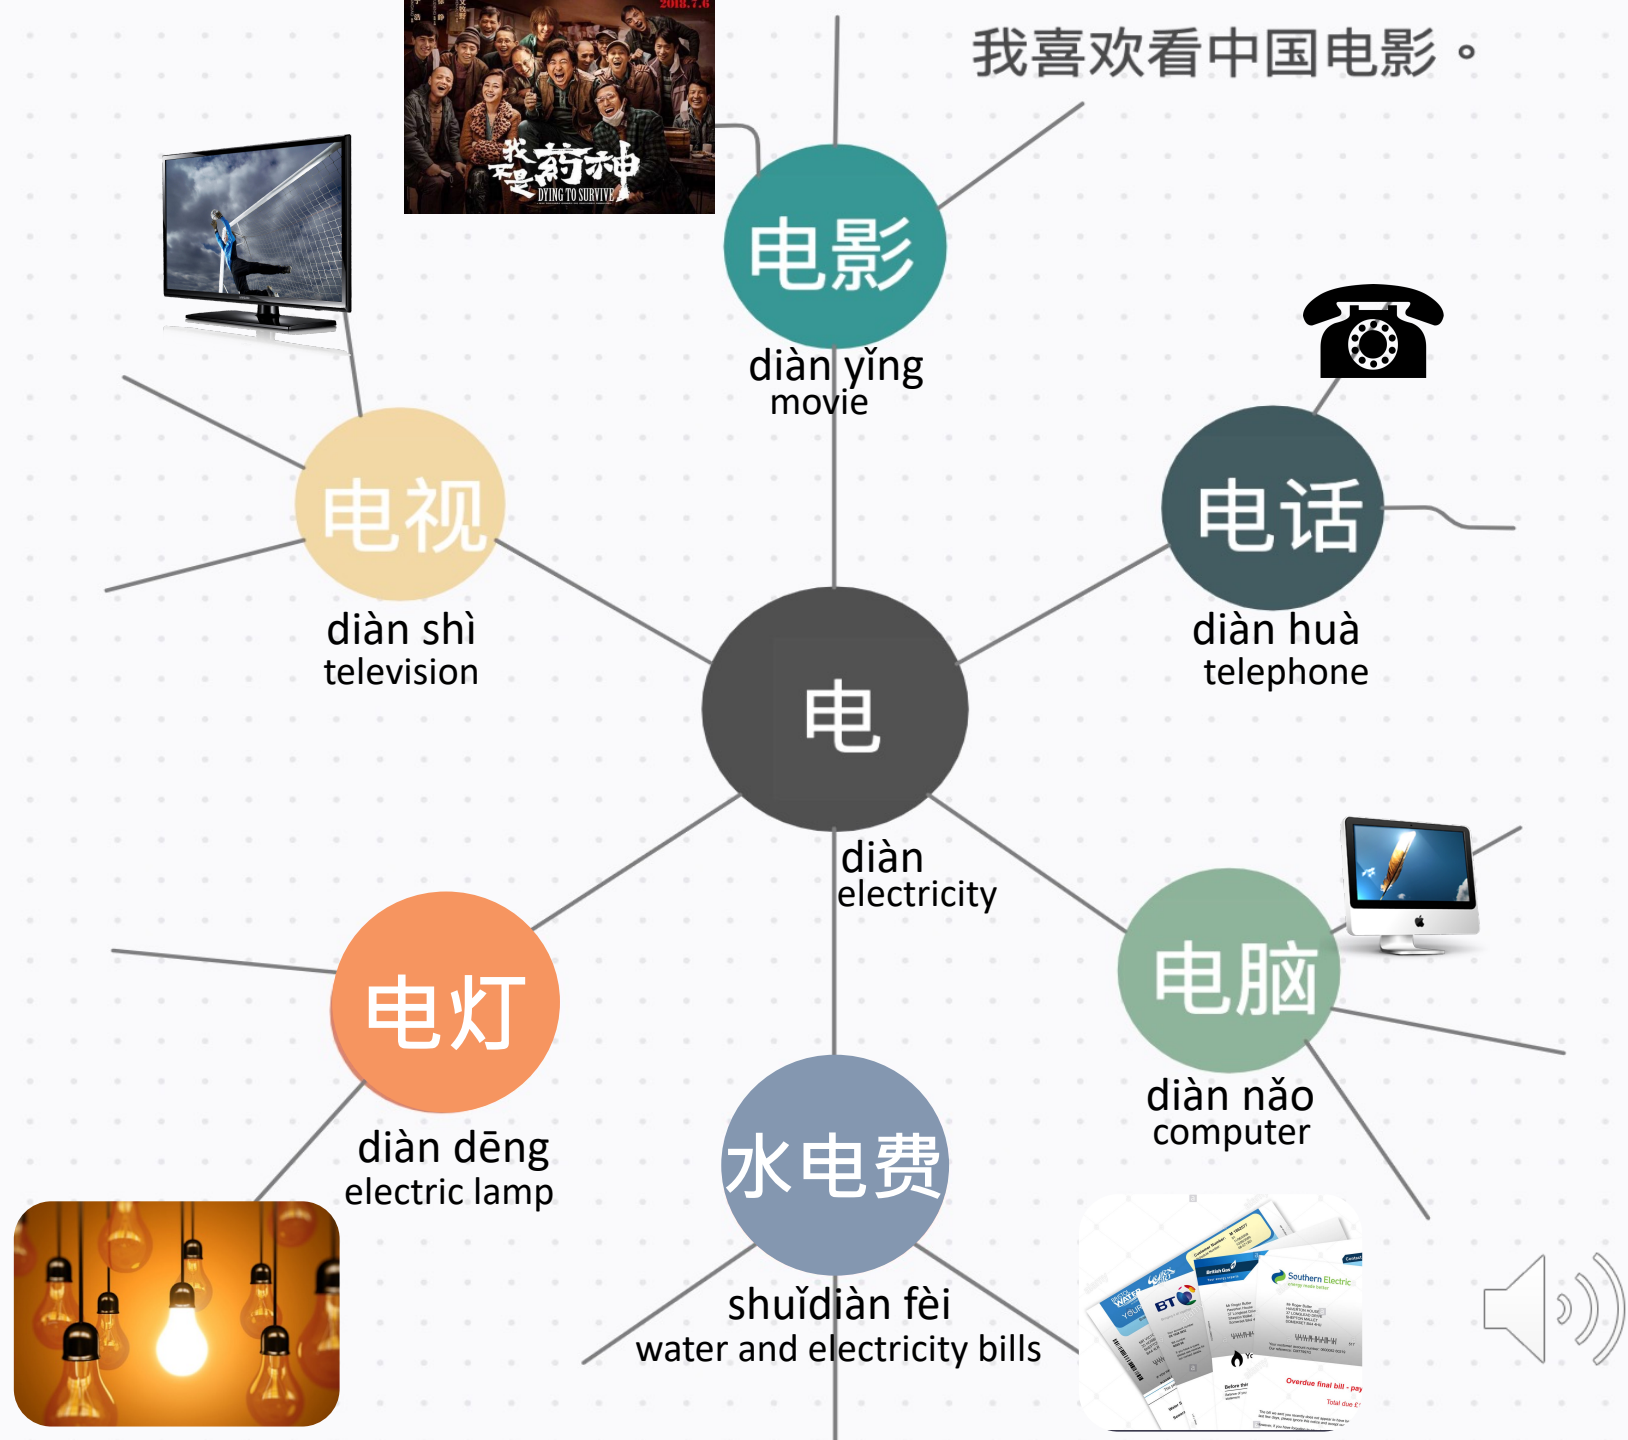 2018.7.6
我不是药神
DYING TO SURVIVE
我喜欢看中国电影。
电影
diàn yǐng
movie
电视
diàn shì
television
电话
diàn huà
telephone
电
diàn
electricity
电灯
diàn dēng
electric lamp
电脑
diàn nǎo
computer
水电费
shuǐdiàn fèi
water and electricity bills
WATER
BT
British Gas
Southern Electric
Overdue final bill - pay
Total due £